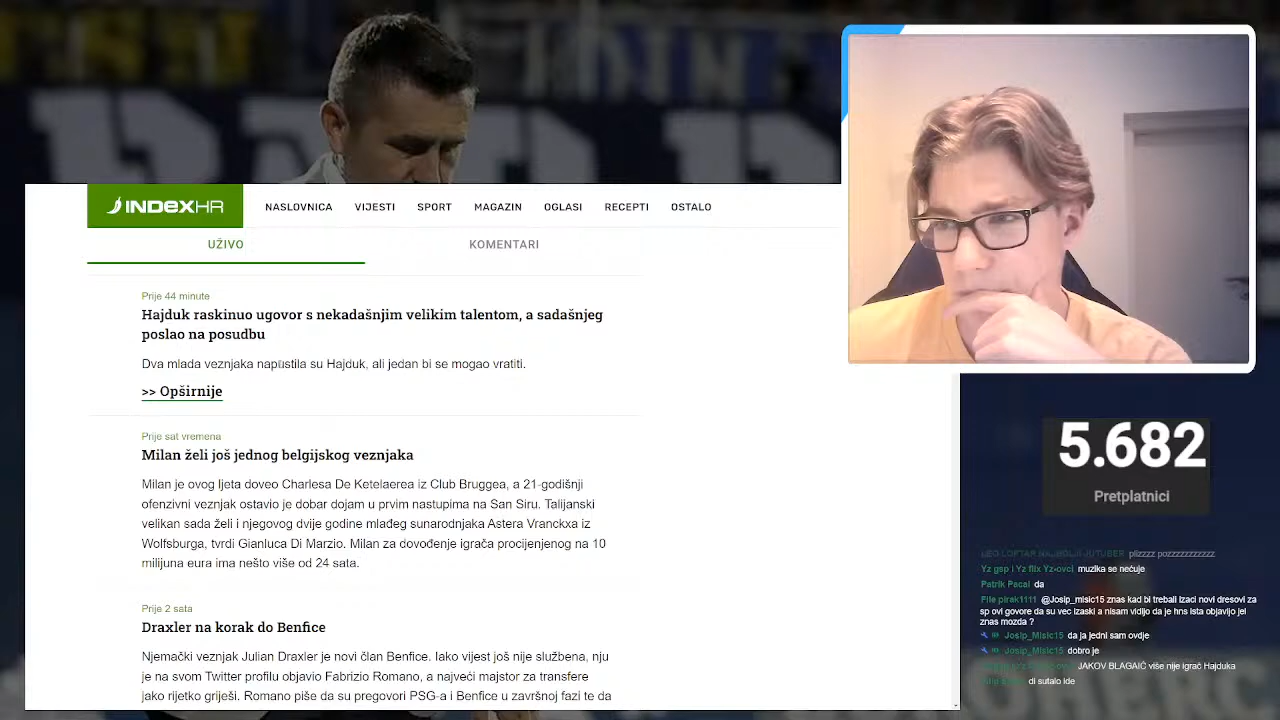 INDEXHR
NASLOVNICA VIJESTI SPORT MAGAZIN OGLASI RECEPTI OSTALO
UŽIVO KOMENTARI
Prije 44 minute
Hajduk raskinuo ugovor s nekadašnjim velikim talentom, a sadašnjeg
poslao na posudbu
Dva mlada veznjaka napustila su Hajduk, ali jedan bi se mogao vratiti.
>> Opširnije
Prije sat vremena
Milan želi još jednog belgijskog veznjaka
Milan je ovog ljeta doveo Charlesa De Ketelaerea iz Club Bruggea, a 21-godišnji
ofenzivni veznjak ostavio je dobar dojam u prvim nastupima na San Siru. Talijanski
velikan sada želi i njegovog dvije godine mlađeg sunarodnjaka Astera Vranckxa iz
Wolfsburga, tvrdi Gianluca Di Marzio. Milan za dovođenje igrača procijenjenog na 10
milijuna eura ima nešto više od 24 sata.
Prije 2 sata
Draxler na korak do Benfice
Njemački veznjak Julian Draxler je novi član Benfice. Iako vijest još nije službena, nju
je na svom Twitter profilu objavio Fabrizio Romano, a najveći majstor za transfere
jako rijetko griješi. Romano piše da su pregovori PSG-a i Benfice u završnoj fazi te da
5.682
Pretplatnici
LEO LOFTAR NAJBOLJI JUTUBER plizzzz pozzzzzzzzzzz
Yz gsp i Yz flix Yz-ovci muzika se nećuje
Patrik Pacal da
File pirak1111 @Josip_misic15 znas kad bi trebali izaci novi dresovi za
sp ovi govore da su vec izaski a nisam vidijo da je hns ista objavijo jel
znas mozda ?
Josip_Misic15 da ja jedni sam ovdje
Josip_Misic15 dobro je
JAKOV BLAGAIĆ više nije igrač Hajduka
di sutalo ide